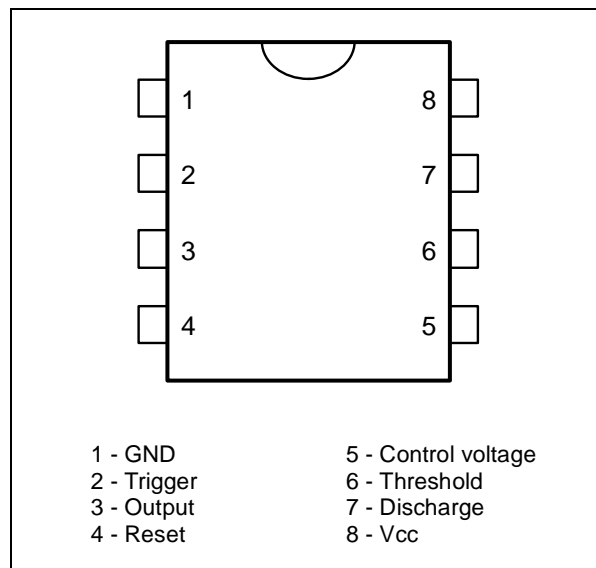 1 8
2 7
3 6
4 5
1 - GND
2 - Trigger
3 - Output
4 - Reset
5 - Control voltage
6 - Threshold
7 - Discharge
8 - Vcc